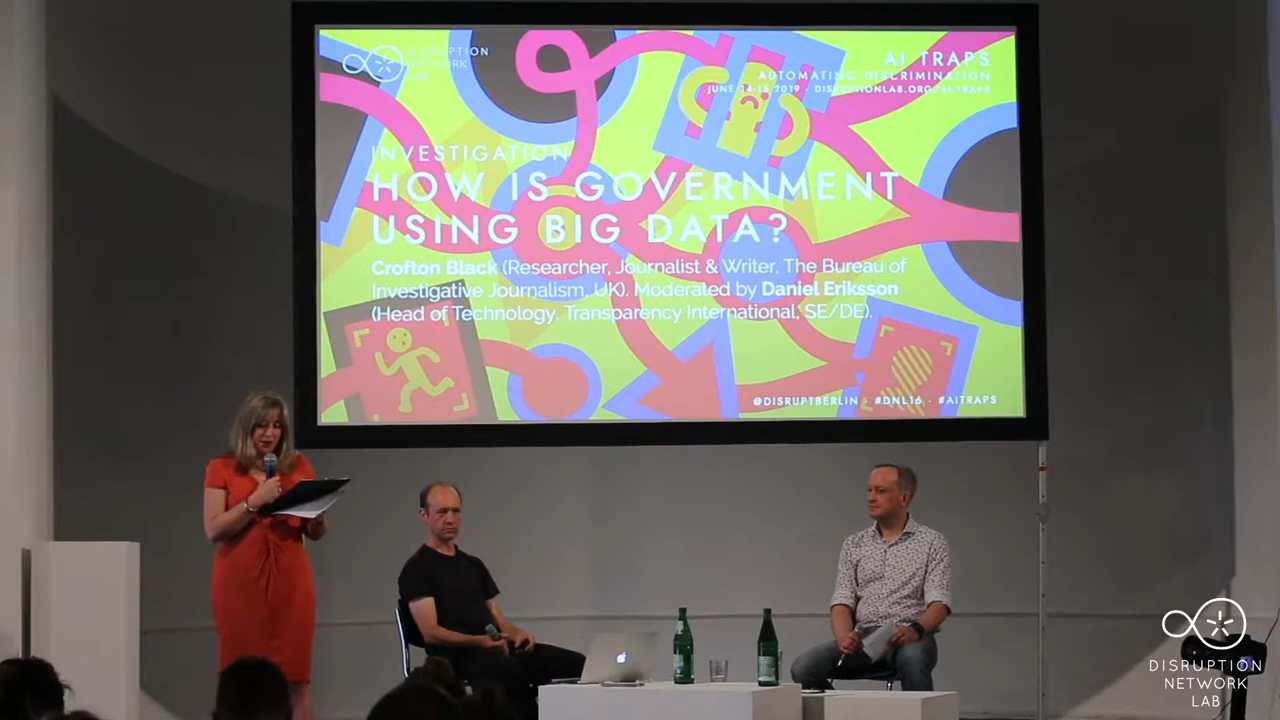 DISRUPTION
NETWORK
LAB
AI TRAPS
AUTOMATING DISCRIMINATION
JUNE 14-15 2019 - DISRUPTIONLAB.ORG/AI-TRAPS
INVESTIGATION
HOW IS GOVERNMENT
USING BIG DATA?
Crofton Black (Researcher, Journalist & Writer, The Bureau of
Investigative Journalism, UK). Moderated by Daniel Eriksson
(Head of Technology, Transparency International, SE/DE).
@DISRUPTBERLIN - #DNL16 - #AITRAPS
DISRUPTION
NETWORK
LAB